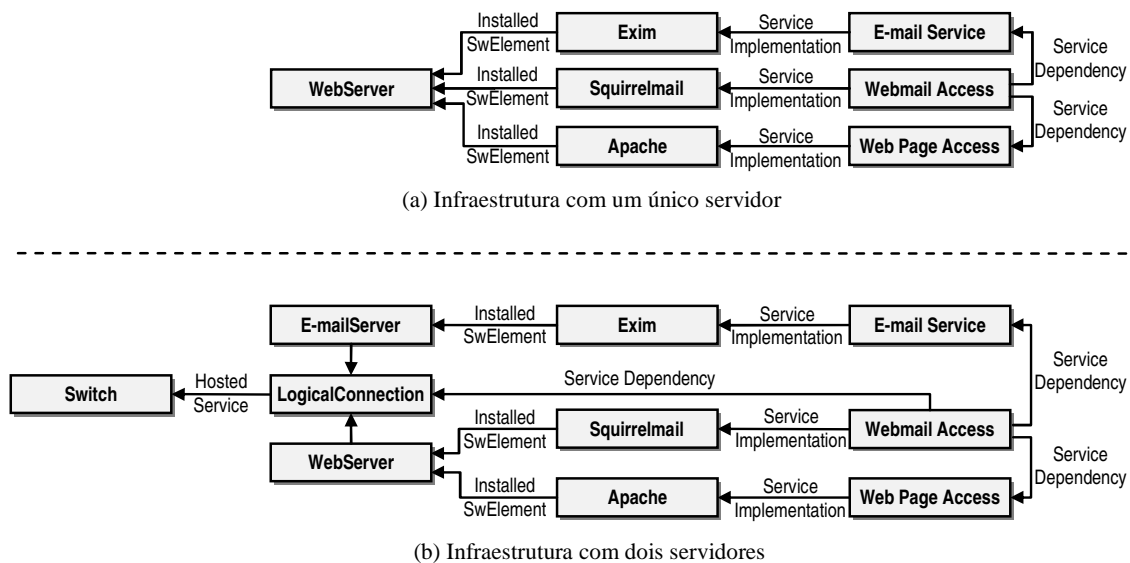 Installed
SwElement
Exim
Service
Implementation
E-mail Service
Service
Dependency
WebServer
Installed
SwElement
Squirrelmail
Service
Implementation
Webmail Access
Service
Dependency
Installed
SwElement
Apache
Service
Implementation
Web Page Access
(a) Infraestrutura com um único servidor
E-mailServer
Installed
SwElement
Exim
Service
Implementation
E-mail Service
Service
Dependency
Switch
Hosted
Service
LogicalConnection
Service Dependency
Installed
SwElement
Squirrelmail
Service
Implementation
Webmail Access
WebServer
Service
Dependency
Installed
SwElement
Apache
Service
Implementation
Web Page Access
(b) Infraestrutura com dois servidores